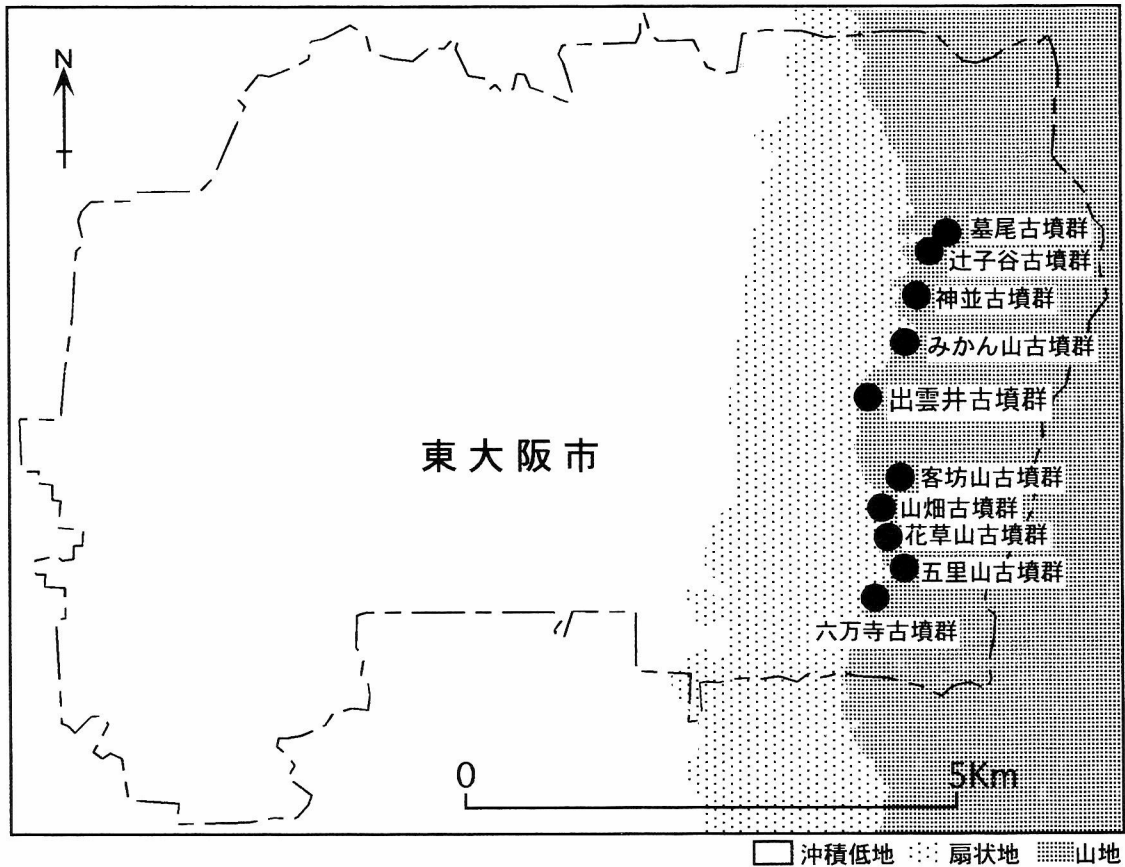 N
墓尾古墳群
辻子谷古墳群
神並古墳群
みかん山古墳群
出雲井古墳群
東大阪市
客坊山古墳群
山畑古墳群
花草山古墳群
五里山古墳群
六万寺古墳群
0 5Km
沖積低地 扇状地 山地